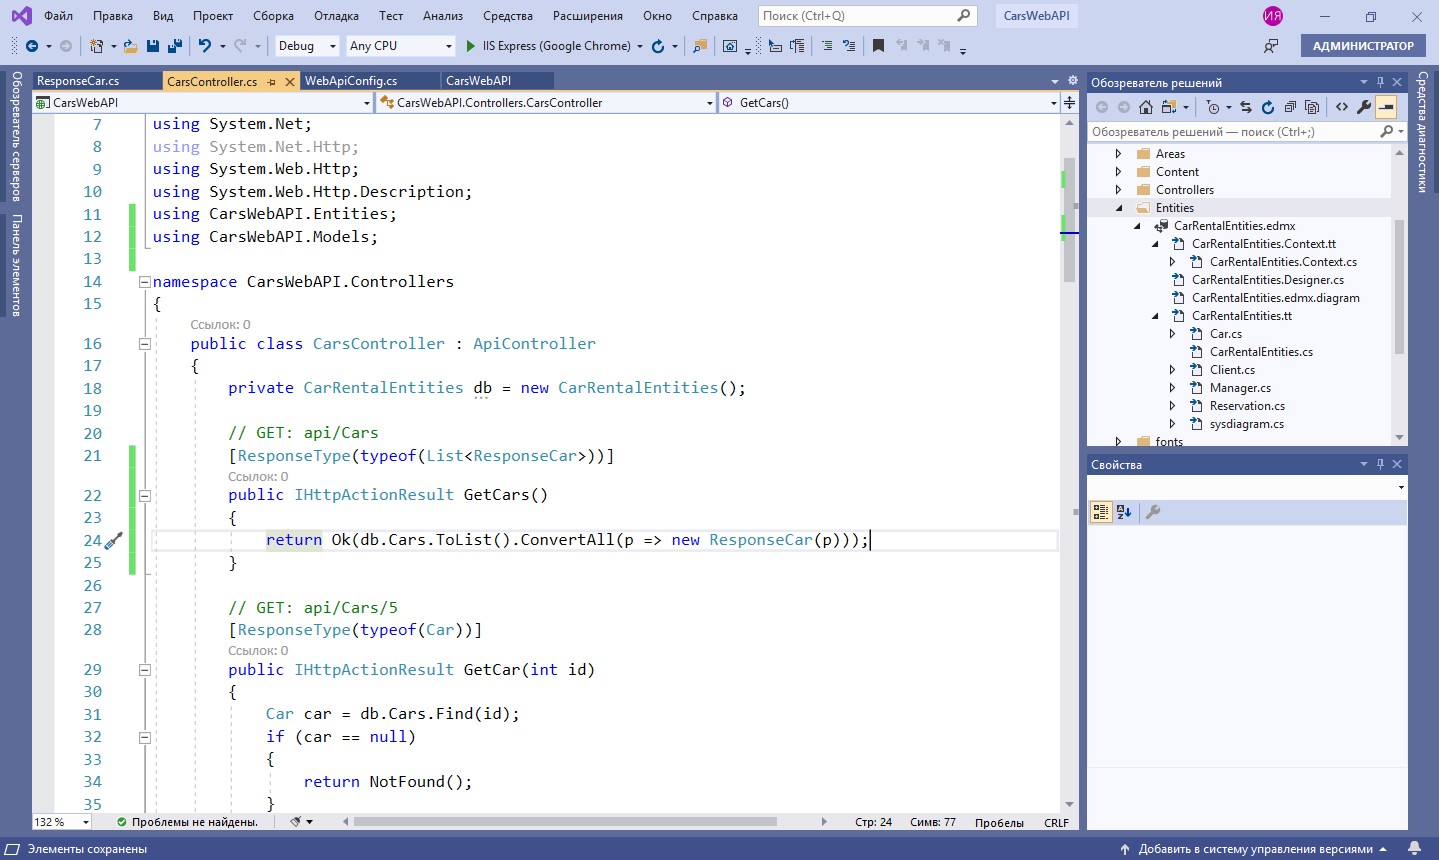 Файл Правка Вид Проект Сборка Отладка Тест Анализ Средства Расширения Окно Справка Поиск (Ctrl+Q) CarsWebAPI ИЯ
Debug Any CPU IIS Express (Google Chrome) АДМИНИСТРАТОР
Обозреватель серверов
Панель элементов
ResponseCar.cs CarsController.cs WebApiConfig.cs CarsWebAPI
CarsWebAPI CarsWebAPI.Controllers.CarsController GetCars()
7 using System.Net;
8 using System.Net.Http;
9 using System.Web.Http;
10 using System.Web.Http.Description;
11 using CarsWebAPI.Entities;
12 using CarsWebAPI.Models;
13
14 namespace CarsWebAPI.Controllers
15 {
Ссылок: 0
16 public class CarsController : ApiController
17 {
18 private CarRentalEntities db = new CarRentalEntities();
19
20 // GET: api/Cars
21 [ResponseType(typeof(List<ResponseCar>))]
Ссылок: 0
22 public IHttpActionResult GetCars()
23 {
24 return Ok(db.Cars.ToList().ConvertAll(p => new ResponseCar(p)));
25 }
26
27 // GET: api/Cars/5
28 [ResponseType(typeof(Car))]
Ссылок: 0
29 public IHttpActionResult GetCar(int id)
30 {
31 Car car = db.Cars.Find(id);
32 if (car == null)
33 {
34 return NotFound();
35 }
132 % Проблемы не найдены. Стр: 24 Симв: 77 Пробелы CRLF
Обозреватель решений
Обозреватель решений — поиск (Ctrl+;)
Areas
Content
Controllers
Entities
CarRentalEntities.edmx
CarRentalEntities.Context.tt
CarRentalEntities.Context.cs
CarRentalEntities.Designer.cs
CarRentalEntities.edmx.diagram
CarRentalEntities.tt
Car.cs
CarRentalEntities.cs
Client.cs
Manager.cs
Reservation.cs
sysdiagram.cs
fonts
Свойства
Средства диагностики
Элементы сохранены Добавить в систему управления версиями